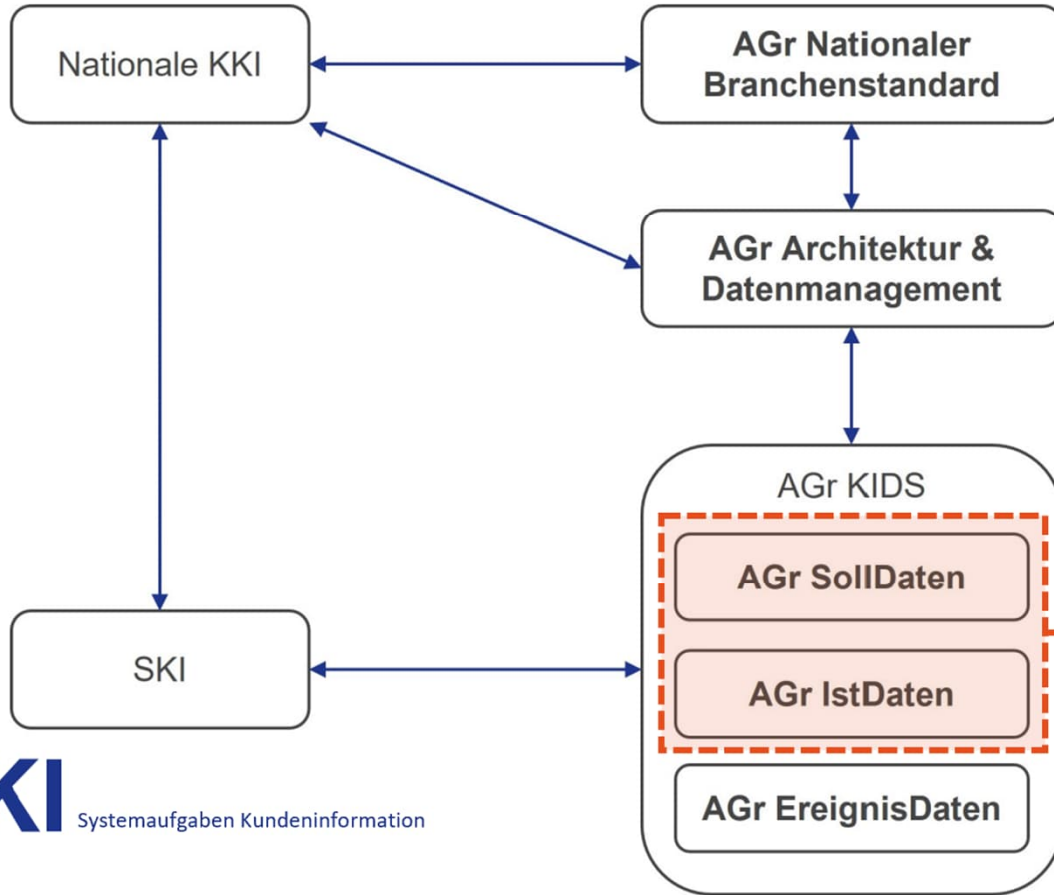 Nationale KKI
AGr Nationaler
Branchenstandard
AGr Architektur &
Datenmanagement
AGr KIDS
AGr SollDaten
SKI
AGr IstDaten
AGr EreignisDaten
KI Systemaufgaben Kundeninformation